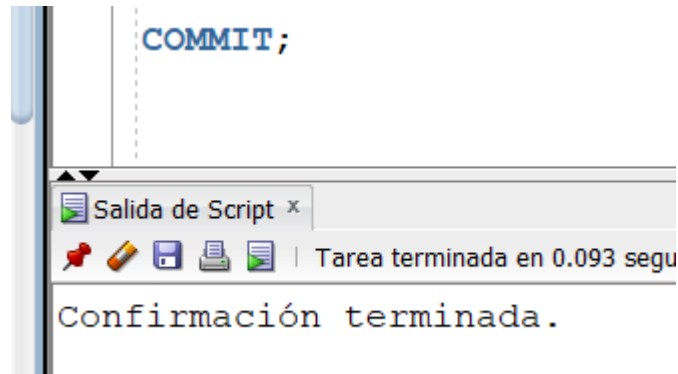 COMMIT;
Salida de Script x
Tarea terminada en 0.093 segu
Confirmación terminada.